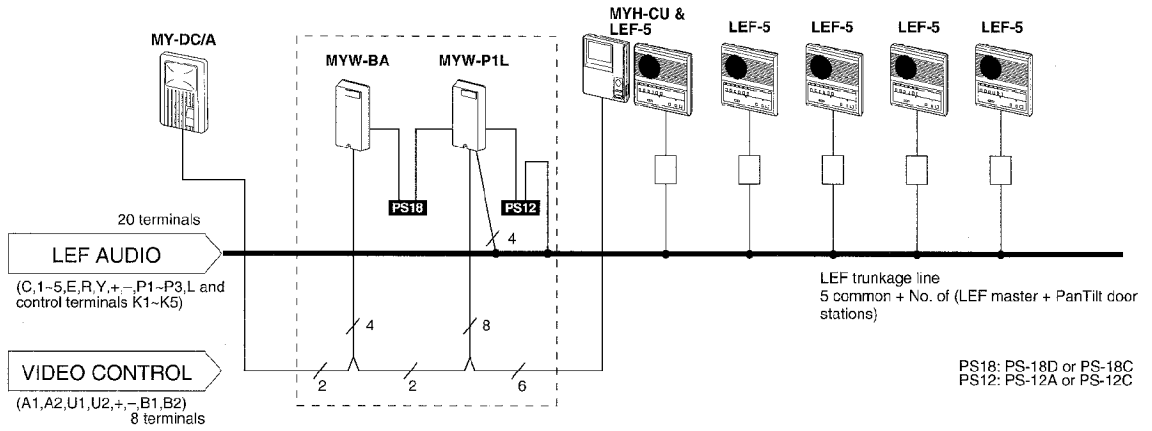 MYH-CU &
LEF-5
LEF-5
LEF-5
LEF-5
LEF-5
MY-DC/A
MYW-BA
MYW-P1L
PS18
PS12
20 terminals
4
LEF AUDIO
(C,1~5,E,R,Y,+,−,P1~P3,L and
control terminals K1~K5)
LEF trunkage line
5 common + No. of (LEF master + PanTilt door
stations)
4
8
VIDEO CONTROL
2
2
6
(A1,A2,U1,U2,+,−,B1,B2)
8 terminals
PS18: PS-18D or PS-18C
PS12: PS-12A or PS-12C